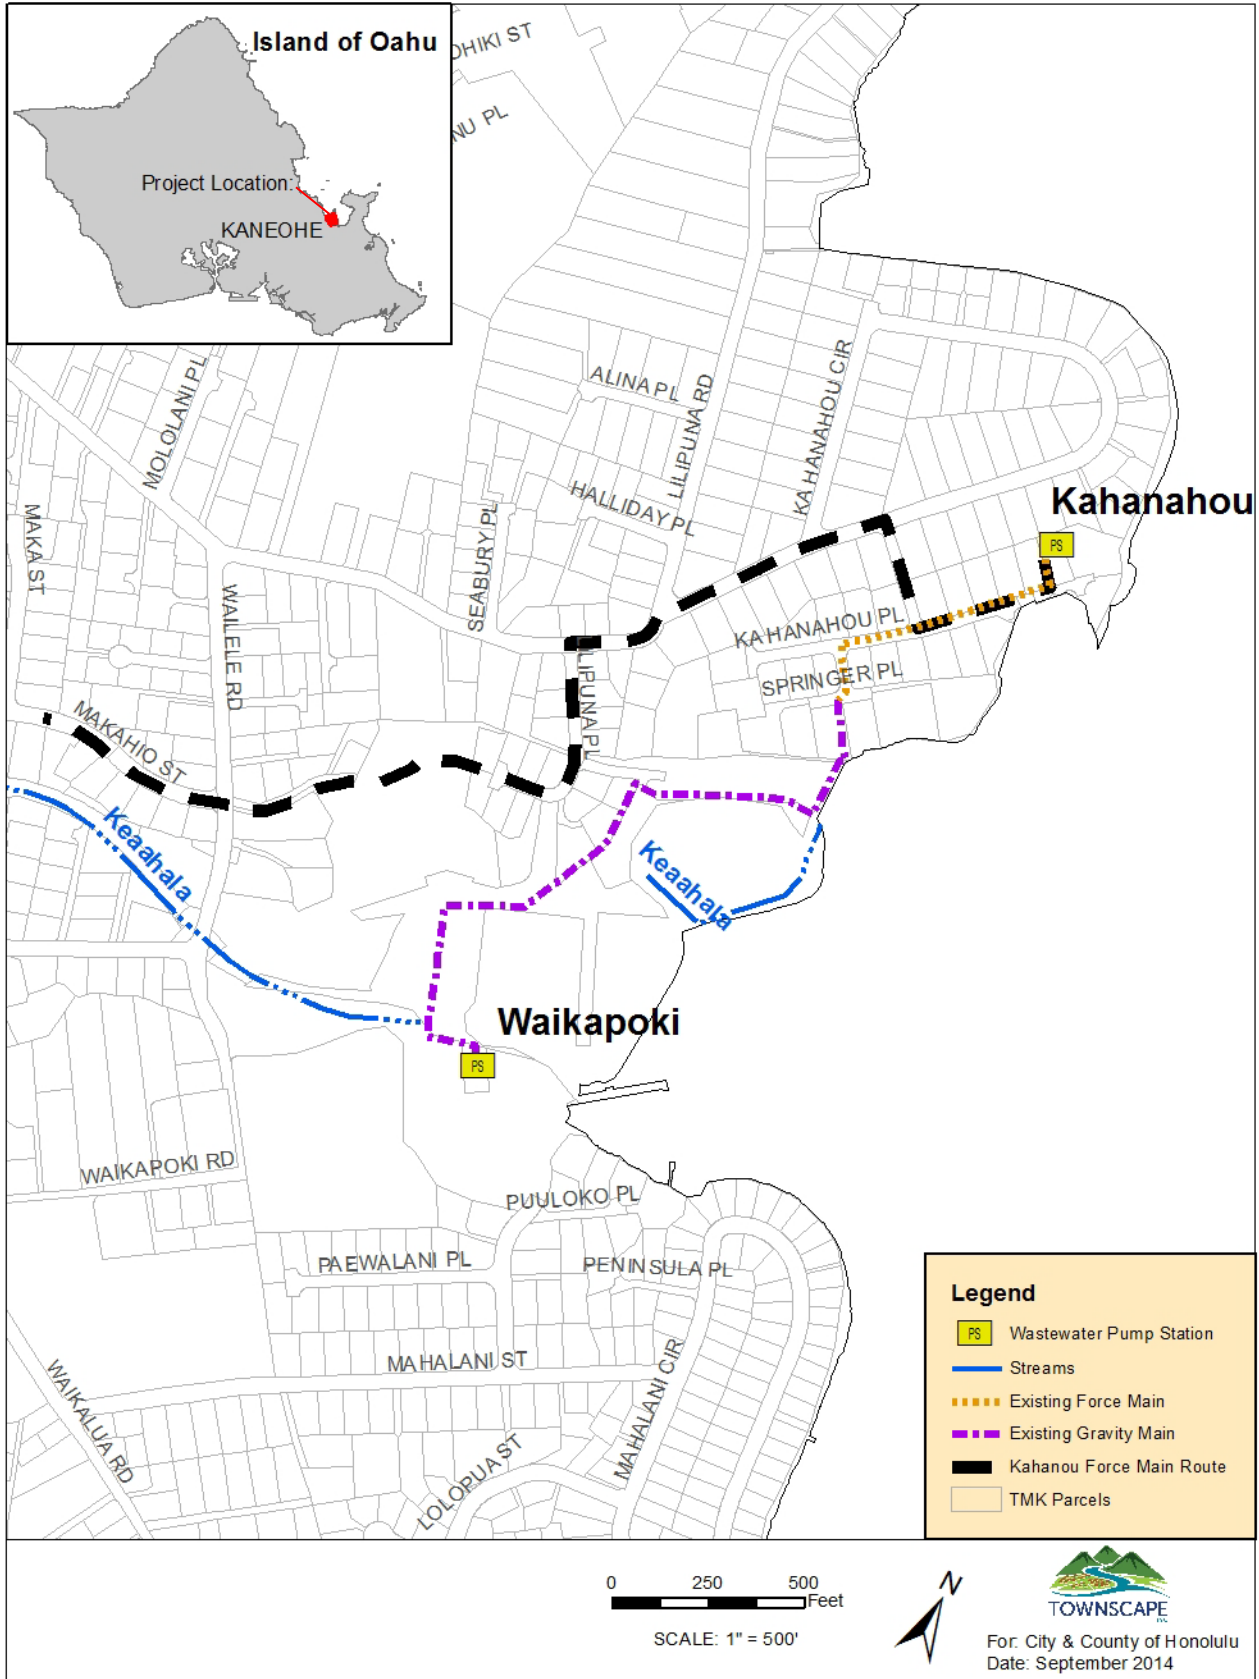 Island of Oahu
Project Location:
KANEOHE
OHIKI ST
NU PL
MOLOLANI PL
ALINA PL
LILIPUNA RD
KAHANAHOU CIR
HALLIDAY PL
Kahanahou
PS
MAKA ST
SEABURY PL
WAILELE RD
KAHANAHOU PL
SPRINGER PL
LILIPUNA PL
MAKAHIO ST
Keaahala
Keaahala
Waikapoki
PS
WAIKAPOKI RD
PUULOKO PL
PAEWALANI PL
PENINSULA PL
MAHALANI ST
MAHALANI CIR
WAIKALUA RD
LOLOPUA ST
Legend
PS Wastewater Pump Station
Streams
Existing Force Main
Existing Gravity Main
Kahanou Force Main Route
TMK Parcels
0 250 500
Feet
SCALE: 1" = 500'
N
TOWNSCAPE
For: City & County of Honolulu
Date: September 2014